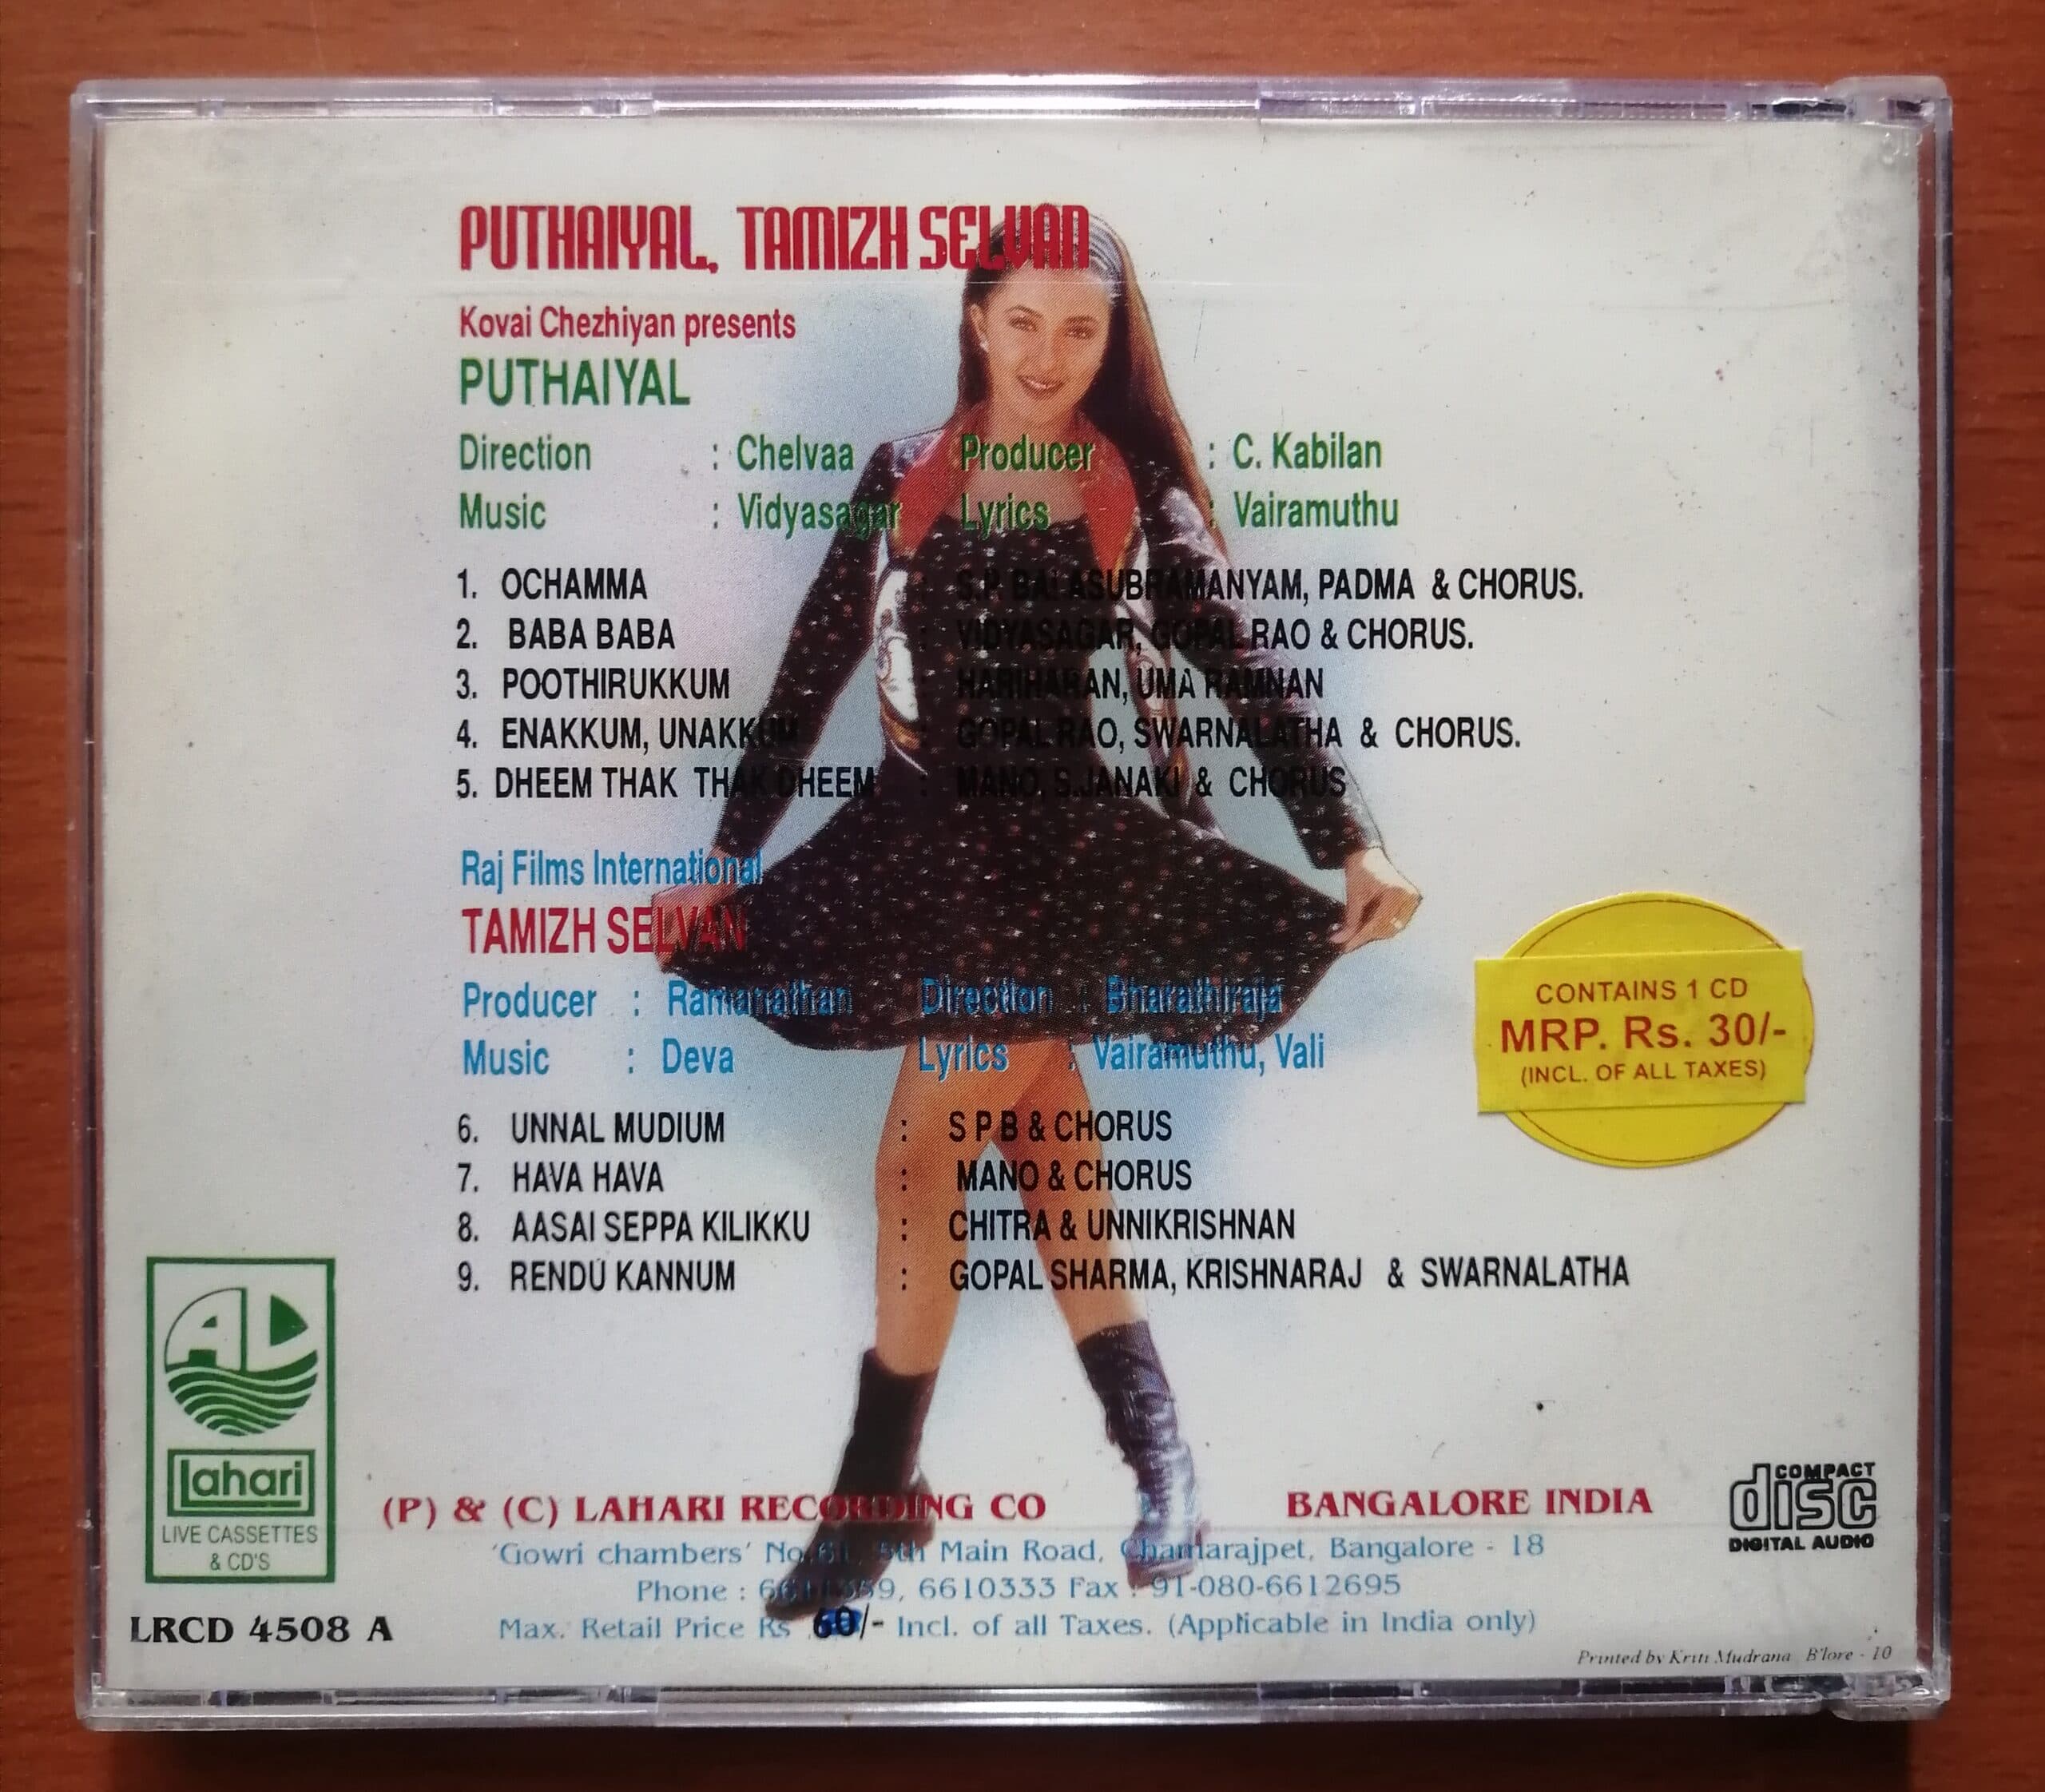 PUTHAIYAL, TAMIZH SELVAN
Kovai Chezhiyan presents
PUTHAIYAL
Direction : Chelvaa Producer : C. Kabilan
Music : Vidyasagar Lyrics : Vairamuthu
1. OCHAMMA : S.P. BALASUBRAMANYAM, PADMA & CHORUS.
2. BABA BABA : VIDYASAGAR, GOPAL RAO & CHORUS.
3. POOTHIRUKKUM : HARIHARAN, UMA RAMNAN
4. ENAKKUM, UNAKKUM : GOPAL RAO, SWARNALATHA & CHORUS.
5. DHEEM THAK THAK DHEEM : MANO, S.JANAKI & CHORUS
Raj Films International
TAMIZH SELVAN
Producer : Ramanathan Direction : Bharathiraja
Music : Deva Lyrics : Vairamuthu, Vali
CONTAINS 1 CD
MRP. Rs. 30/-
(INCL. OF ALL TAXES)
6. UNNAL MUDIUM : S P B & CHORUS
7. HAVA HAVA : MANO & CHORUS
8. AASAI SEPPA KILIKKU : CHITRA & UNNIKRISHNAN
9. RENDU KANNUM : GOPAL SHARMA, KRISHNARAJ & SWARNALATHA
Lahari
LIVE CASSETTES
& CD'S
LRCD 4508 A
(P) & (C) LAHARI RECORDING CO BANGALORE INDIA
'Gowri chambers' No. 5th Main Road, Chamarajpet, Bangalore - 18
Phone : 6610333 Fax : 91-080-6612695
Max. Retail Price Rs 60/- Incl. of all Taxes. (Applicable in India only)
COMPACT
disc
DIGITAL AUDIO
Printed by Kriti Mudrana B'lore - 10